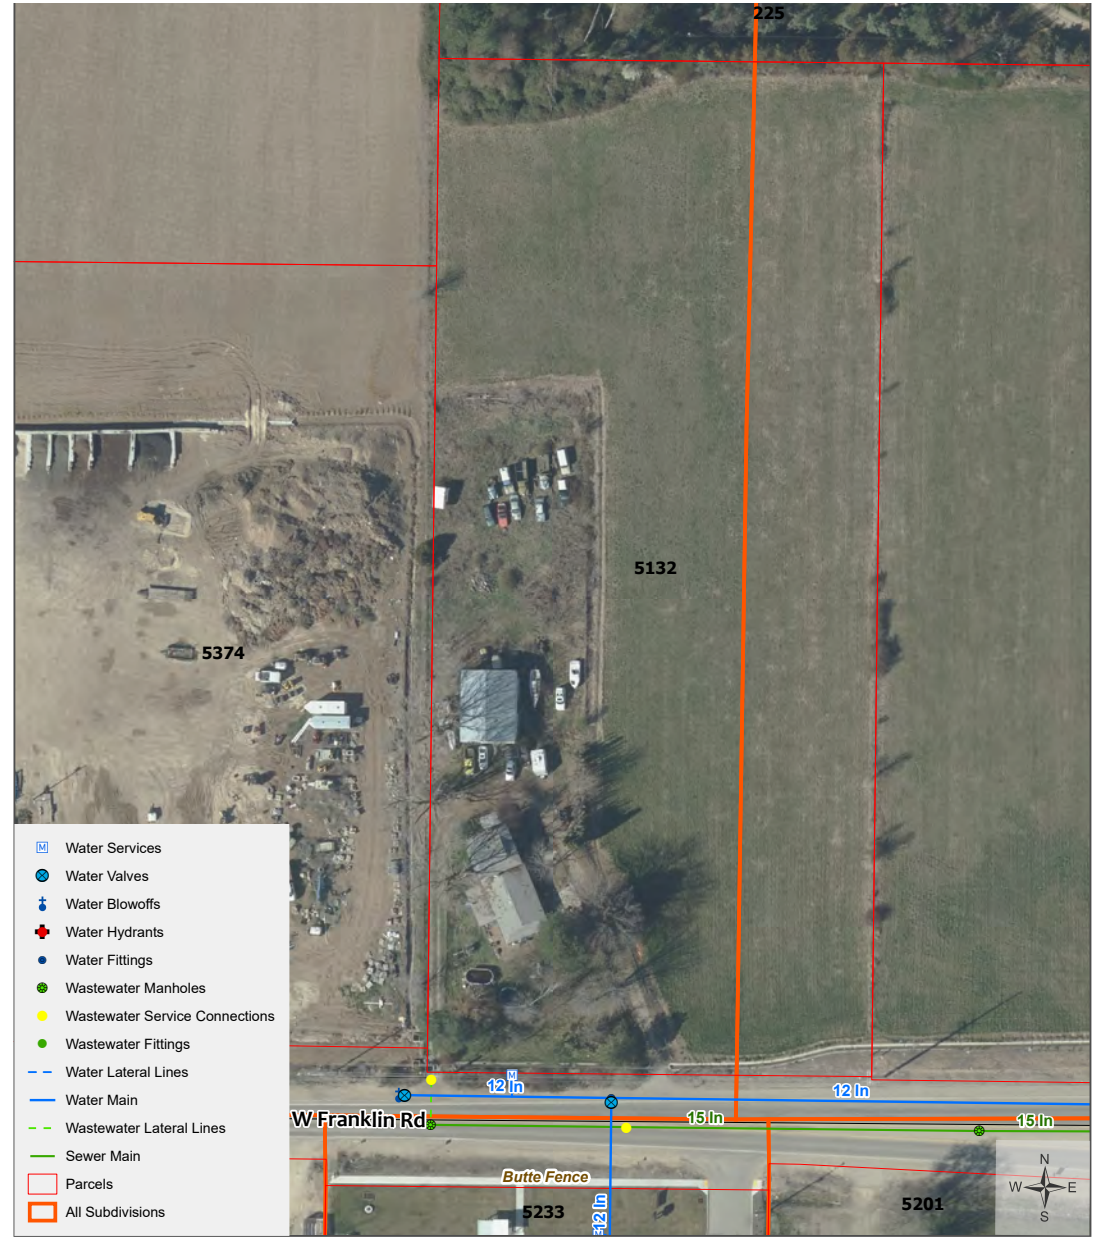 225
5132
5374
M
12 In
12 In
W Franklin Rd
15 In
15 In
Butte Fence
5233
12 In
5201
M Water Services
Water Valves
Water Blowoffs
Water Hydrants
Water Fittings
Wastewater Manholes
Wastewater Service Connections
Wastewater Fittings
Water Lateral Lines
Water Main
Wastewater Lateral Lines
Sewer Main
Parcels
All Subdivisions
N
W E
S